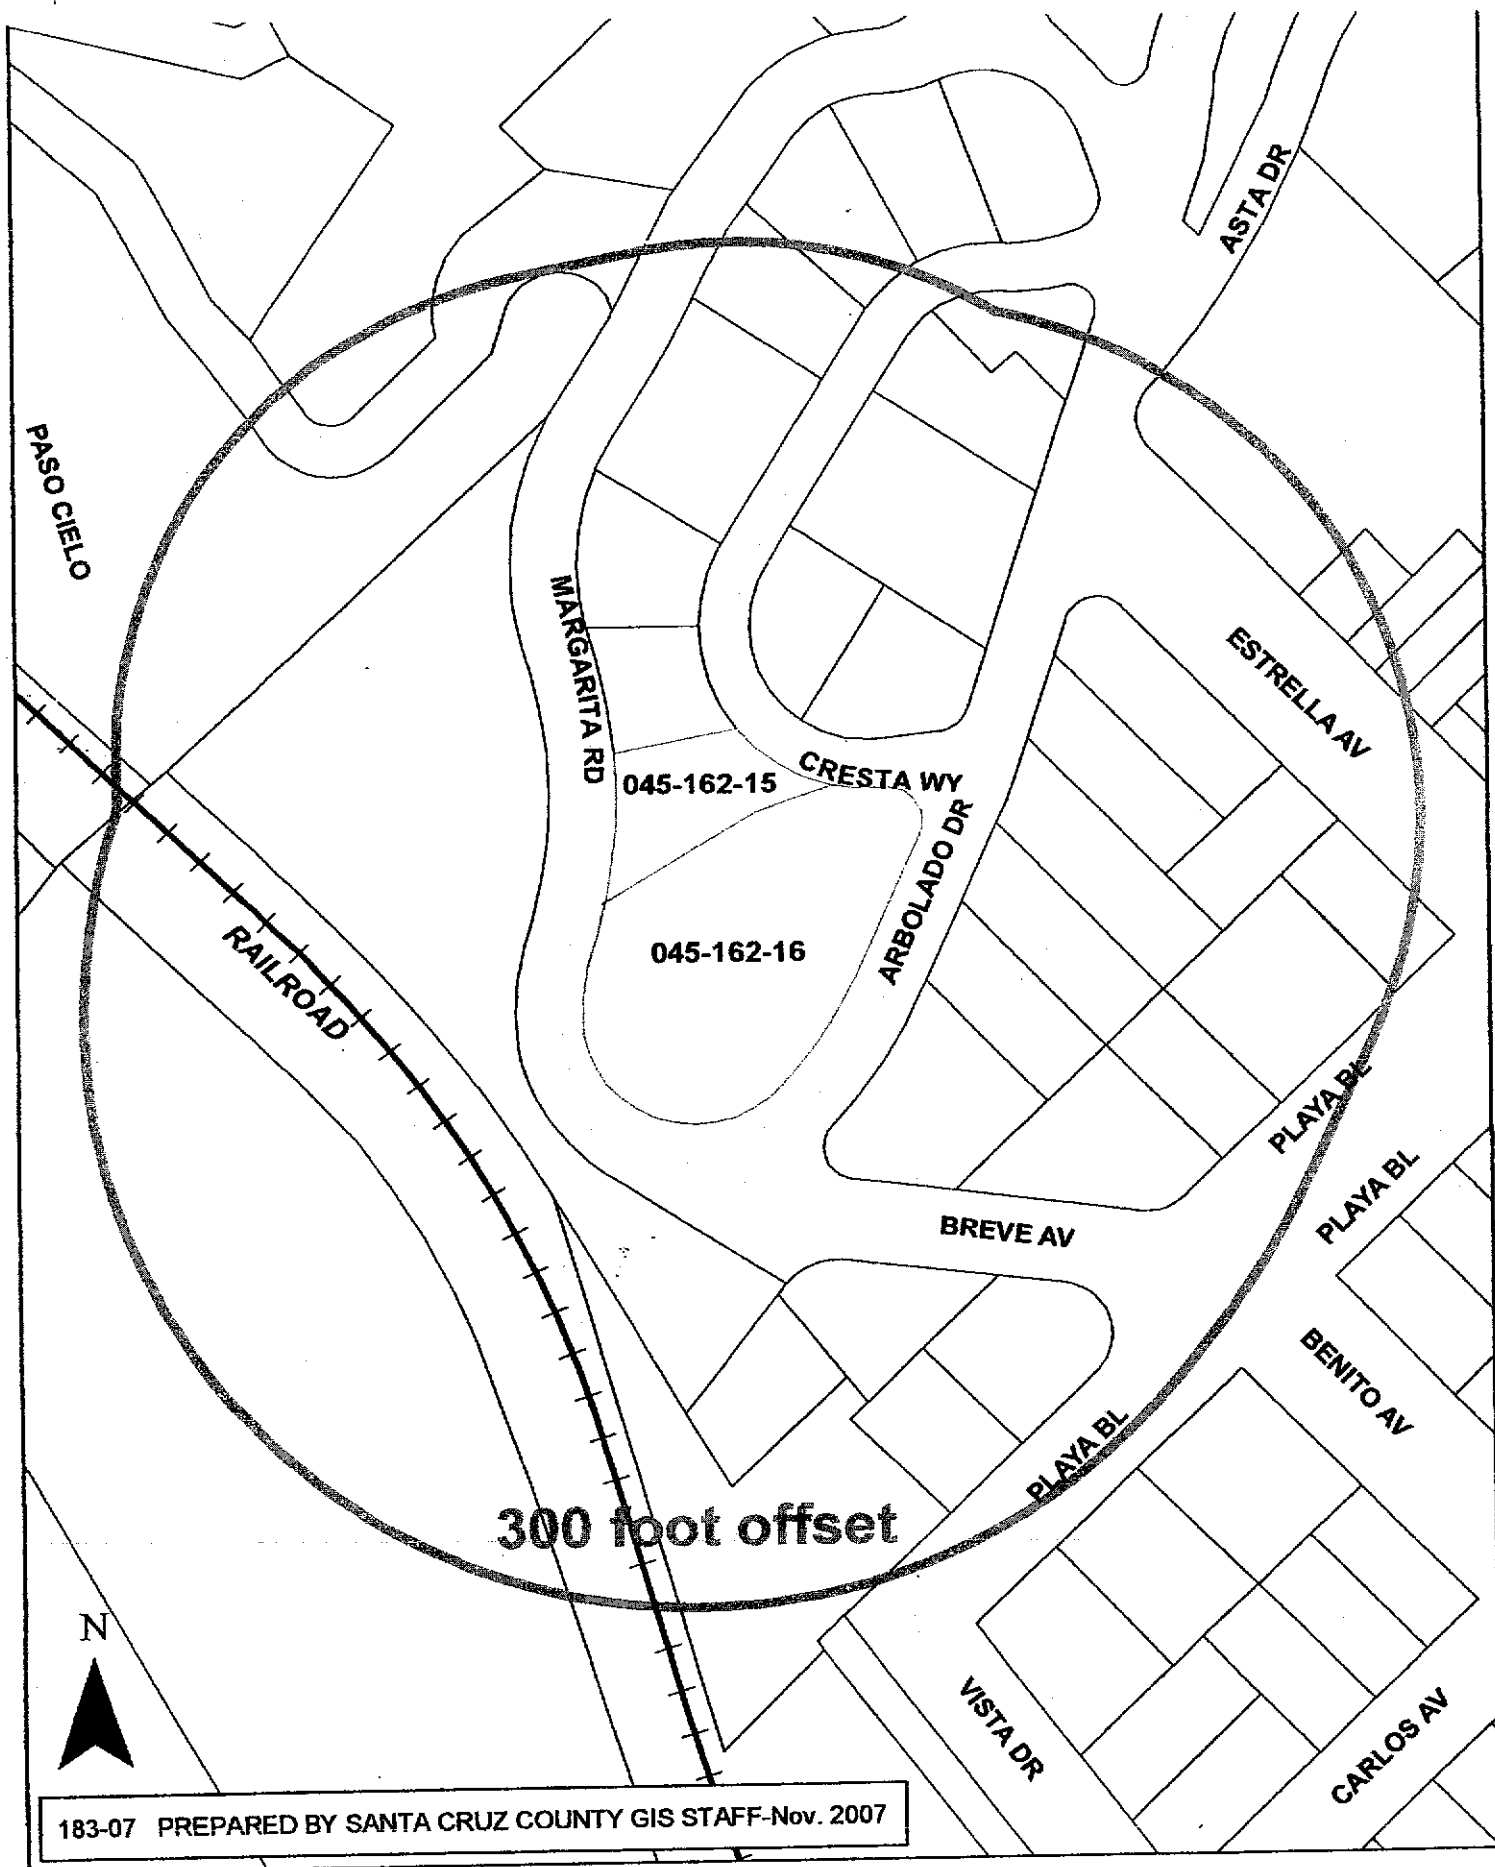 ASTA DR
PASO CIELO
MARGARITA RD
ESTRELLA AV
CRESTA WY
045-162-15
ARBOLADO DR
045-162-16
RAILROAD
PLAYA BL
PLAYA BL
BREVE AV
BENITO AV
PLAYA BL
300 foot offset
N
VISTA DR
CARLOS AV
183-07 PREPARED BY SANTA CRUZ COUNTY GIS STAFF-Nov. 2007